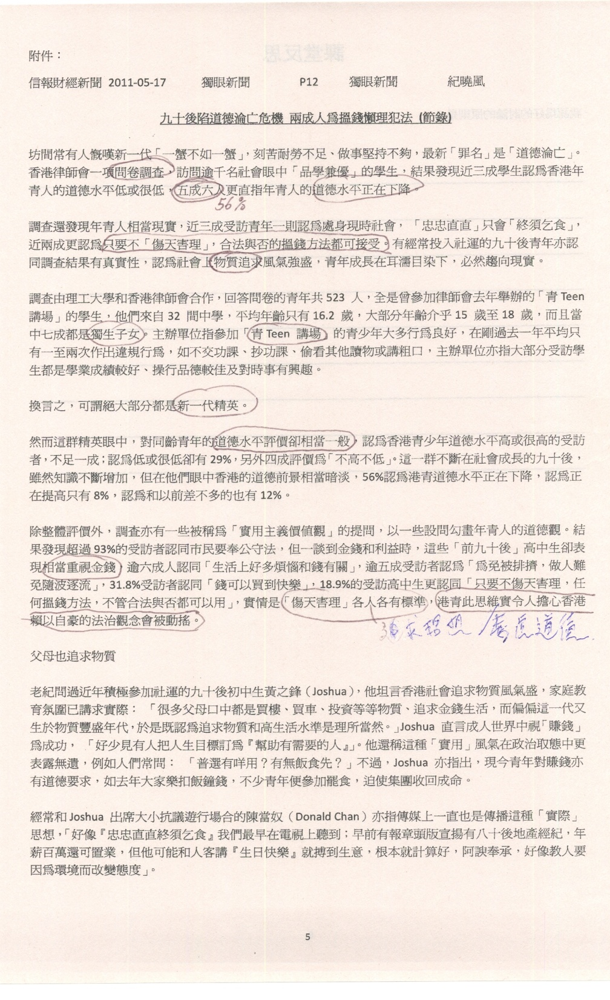 附件：
信報財經新聞 2011-05-17 獨眼新聞 P12 獨眼新聞 紀曉風
九十後陷道德淪亡危機 兩成人為搵錢懶理犯法 (節錄)
坊間常有人慨嘆新一代「一蟹不如一蟹」，刻苦耐勞不足、做事堅持不夠，最新「罪名」是「道德淪亡」。
香港律師會一項問卷調查，訪問逾千名社會眼中「品學兼優」的學生，結果發現近三成學生認為香港年
青人的道德水平低或很低，五成六人更直指年青人的道德水平正在下降。
56%
調查還發現年青人相當現實，近三成受訪青年一則認為處身現時社會，「忠忠直直」只會「終須乞食」，
近兩成更認為只要不「傷天害理」，合法與否的搵錢方法都可接受。有經常投入社運的九十後青年亦認
同調查結果有真實性，認為社會上物質追求風氣強盛，青年成長在耳濡目染下，必然趨向現實。
調查由理工大學和香港律師會合作，回答問卷的青年共 523 人，全是曾參加律師會去年舉辦的「青 Teen
講場」的學生，他們來自 32 間中學，平均年齡只有 16.2 歲，大部分年齡介乎 15 歲至 18 歲，而且當
中七成都是獨生子女。主辦單位指參加「青 Teen 講場」的青少年大多行為良好，在剛過去一年平均只
有一至兩次作出違規行為，如不交功課、抄功課、偷看其他讀物或講粗口，主辦單位亦指大部分受訪學
生都是學業成績較好、操行品德較佳及對時事有興趣。
換言之，可謂絕大部分都是新一代精英。
然而這群精英眼中，對同齡青年的道德水平評價卻相當一般，認為香港青少年道德水平高或很高的受訪
者，不足一成；認為低或很低卻有 29%，另外四成評價為「不高不低」。這一群不斷在社會成長的九十後，
雖然知識不斷增加，但在他們眼中香港的道德前景相當暗淡，56%認為港青道德水平正在下降，認為正
在提高只有 8%，認為和以前差不多的也有 12%。
除整體評價外，調查亦有一些被稱為「實用主義價值觀」的提問，以一些設問勾畫年青人的道德觀。結
果發現超過 93%的受訪者認同市民要奉公守法，但一談到金錢和利益時，這些「前九十後」高中生卻表
現相當重視金錢，逾六成人認同「生活上好多煩惱和錢有關」，逾五成受訪者認為「為免被排擠，做人難
免隨波逐流」，31.8%受訪者認同「錢可以買到快樂」，18.9%的受訪高中生更認同「只要不傷天害理，任
何搵錢方法，不管合法與否都可以用」，實情是「傷天害理」各人各有標準，港青此思維實令人擔心香港
賴以自豪的法治觀念會被動搖。
父母也追求物質
老紀問過近年積極參加社運的九十後初中生黃之鋒（Joshua），他坦言香港社會追求物質風氣盛，家庭教
育氛圍已講求實際：「很多父母口中都是買樓、買車、投資等等物質、追求金錢生活，而偏偏這一代又
生於物質豐盛年代，於是既認為追求物質和高生活水準是理所當然。」Joshua 直言成人世界中視「賺錢」
為成功，「好少見有人把人生目標訂為『幫助有需要的人』」。他還稱這種「實用」風氣在政治取態中更
表露無遺，例如人們常問：「普選有咩用？有無飯食先？」不過，Joshua 亦指出，現今青年對賺錢亦
有道德要求，如去年大家樂扣飯鐘錢，不少青年便參加罷食，迫使集團收回成命。
經常和 Joshua 出席大小抗議遊行場合的陳當奴（Donald Chan）亦指傳媒上一直也是傳播這種「實際」
思想，「好像『忠忠直直終須乞食』我們最早在電視上聽到；早前有報章頭版宣揚有八十後地產經紀，年
薪百萬還可置業，但他可能和人客講『生日快樂』就搏到生意，根本就計算好，阿諛奉承，好像教人要
因為環境而改變態度」。
5